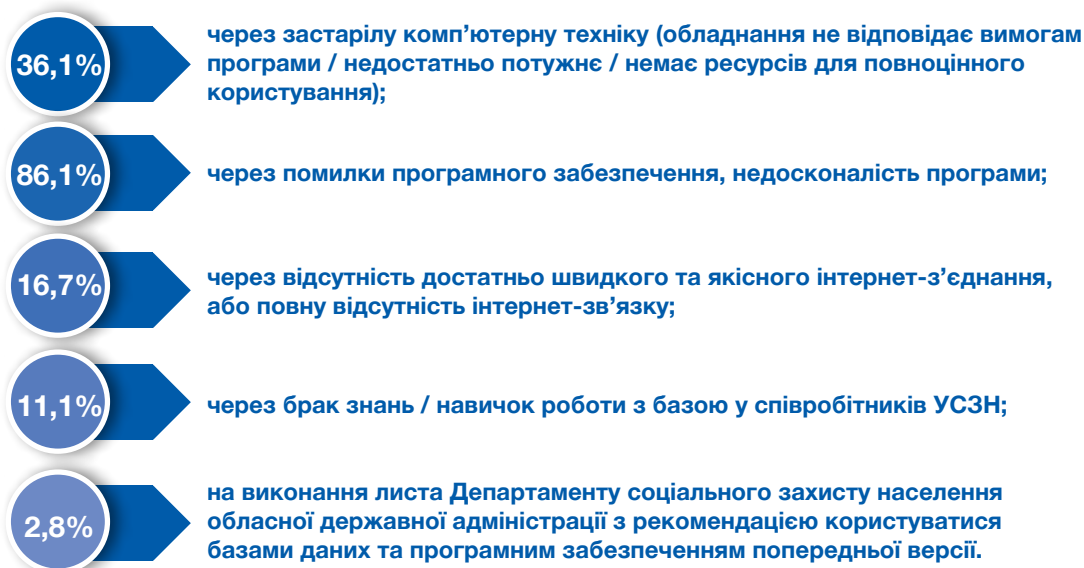 36,1%
через застарілу комп’ютерну техніку (обладнання не відповідає вимогам
програми / недостатньо потужнє / немає ресурсів для повноцінного
користування);
86,1%
через помилки програмного забезпечення, недосконалість програми;
16,7%
через відсутність достатньо швидкого та якісного інтернет-з’єднання,
або повну відсутність інтернет-зв’язку;
11,1%
через брак знань / навичок роботи з базою у співробітників УСЗН;
2,8%
на виконання листа Департаменту соціального захисту населення
обласної державної адміністрації з рекомендацією користуватися
базами даних та програмним забезпеченням попередньої версії.